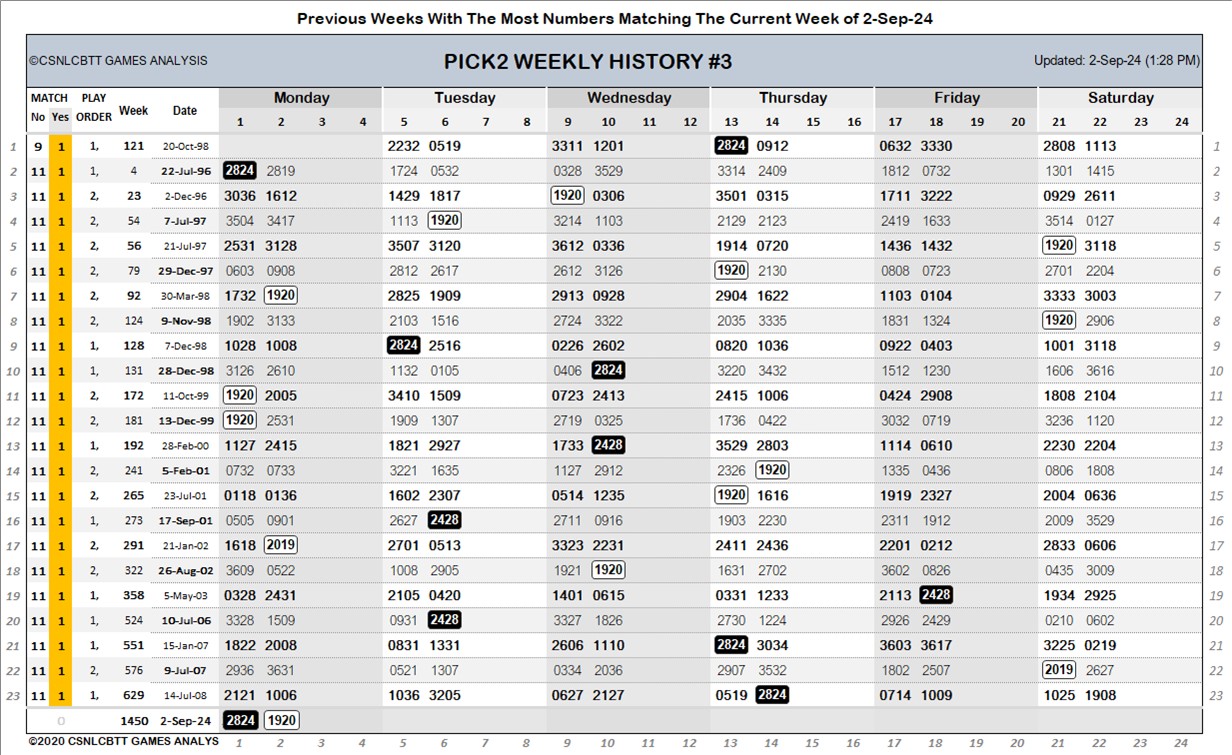 Previous Weeks With The Most Numbers Matching The Current Week of 2-Sep-24
©CSNLCBTT GAMES ANALYSIS PICK2 WEEKLY HISTORY #3 Updated: 2-Sep-24 (1:28 PM)
MATCH PLAY Week Date Monday Tuesday Wednesday Thursday Friday Saturday
No Yes ORDER 1 2 3 4 5 6 7 8 9 10 11 12 13 14 15 16 17 18 19 20 21 22 23 24
1 9 1 1, 121 20-Oct-98 2232 0519 3311 1201 2824 0912 0632 3330 2808 1113 1
2 11 1 1, 4 22-Jul-96 2824 2819 1724 0532 0328 3529 3314 2409 1812 0732 1301 1415 2
3 11 1 2, 23 2-Dec-96 3036 1612 1429 1817 1920 0306 3501 0315 1711 3222 0929 2611 3
4 11 1 2, 54 7-Jul-97 3504 3417 1113 1920 3214 1103 2129 2123 2419 1633 3514 0127 4
5 11 1 2, 56 21-Jul-97 2531 3128 3507 3120 3612 0336 1914 0720 1436 1432 1920 3118 5
6 11 1 2, 79 29-Dec-97 0603 0908 2812 2617 2612 3126 1920 2130 0808 0723 2701 2204 6
7 11 1 2, 92 30-Mar-98 1732 1920 2825 1909 2913 0928 2904 1622 1103 0104 3333 3003 7
8 11 1 2, 124 9-Nov-98 1902 3133 2103 1516 2724 3322 2035 3335 1831 1324 1920 2906 8
9 11 1 1, 128 7-Dec-98 1028 1008 2824 2516 0226 2602 0820 1036 0922 0403 1001 3118 9
10 11 1 1, 131 28-Dec-98 3126 2610 1132 0105 0406 2824 3220 3432 1512 1230 1606 3616 10
11 11 1 2, 172 11-Oct-99 1920 2005 3410 1509 0723 2413 2415 1006 0424 2908 1808 2104 11
12 11 1 2, 181 13-Dec-99 1920 2531 1909 1307 2719 0325 1736 0422 3032 0719 3236 1120 12
13 11 1 1, 192 28-Feb-00 1127 2415 1821 2927 1733 2428 3529 2803 1114 0610 2230 2204 13
14 11 1 2, 241 5-Feb-01 0732 0733 3221 1635 1127 2912 2326 1920 1335 0436 0806 1808 14
15 11 1 2, 265 23-Jul-01 0118 0136 1602 2307 0514 1235 1920 1616 1919 2327 2004 0636 15
16 11 1 1, 273 17-Sep-01 0505 0901 2627 2428 2711 0916 1903 2230 2311 1912 2009 3529 16
17 11 1 2, 291 21-Jan-02 1618 2019 2701 0513 3323 2231 2411 2436 2201 0212 2833 0606 17
18 11 1 2, 322 26-Aug-02 3609 0522 1008 2905 1921 1920 1631 2702 3602 0826 0435 3009 18
19 11 1 1, 358 5-May-03 0328 2431 2105 0420 1401 0615 0331 1233 2113 2428 1934 2925 19
20 11 1 1, 524 10-Jul-06 3328 1509 0931 2428 3327 1826 2730 1224 2926 2429 0210 0602 20
21 11 1 1, 551 15-Jan-07 1822 2008 0831 1331 2606 1110 2824 3034 3603 3617 3225 0219 21
22 11 1 2, 576 9-Jul-07 2936 3631 0521 1307 0334 2036 2907 3532 1802 2507 2019 2627 22
23 11 1 1, 629 14-Jul-08 2121 1006 1036 3205 0627 2127 0519 2824 0714 1009 1025 1908 23
0 1450 2-Sep-24 2824 1920
©2020 CSNLCBTT GAMES ANALYS 1 2 3 4 5 6 7 8 9 10 11 12 13 14 15 16 17 18 19 20 21 22 23 24